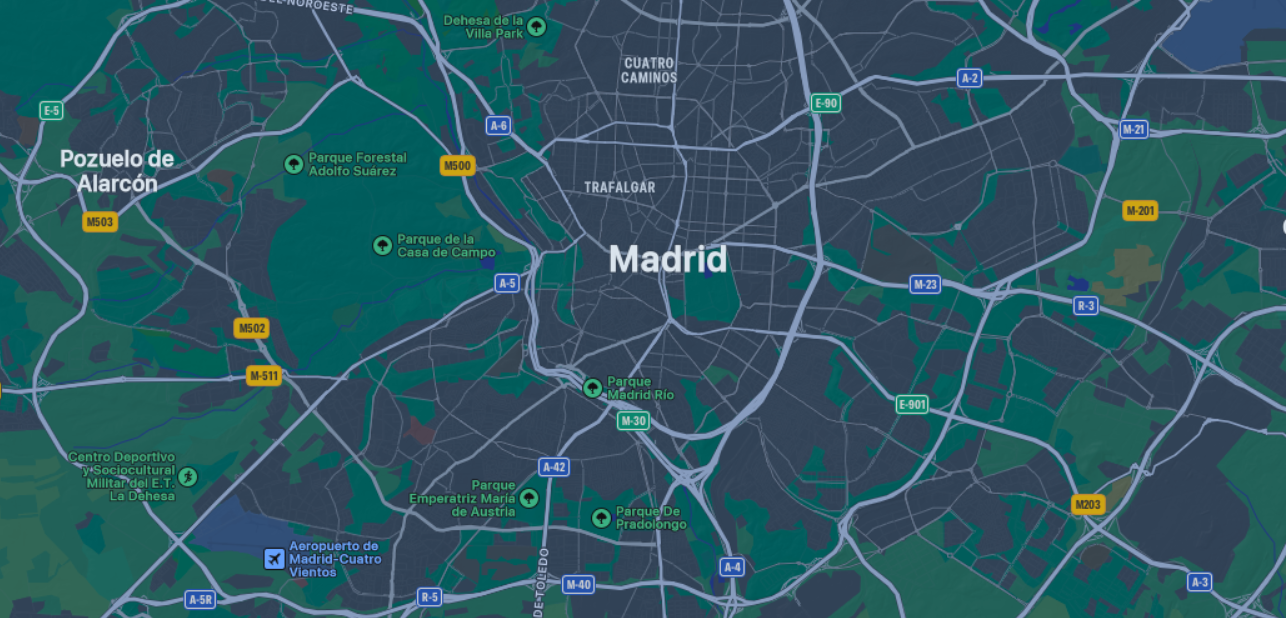 DEL NOROESTE
Dehesa de la
Villa Park
CUATRO
CAMINOS
A-2
E-5
E-90
A-6
M-21
Pozuelo de
Alarcón
Parque Forestal
Adolfo Suárez
M500
TRAFALGAR
M503
M-201
Parque de la
Casa de Campo
Madrid
A-5
M-23
R-3
M502
M-511
Parque
Madrid Río
E-901
M-30
Centro Deportivo
y Sociocultural
Militar del E.T.
La Dehesa
A-42
Parque
Emperatriz María
de Austria
Parque De
Pradolongo
M203
Aeropuerto de
Madrid-Cuatro
Vientos
DE TOLEDO
A-4
M-40
A-3
A-5R
R-5